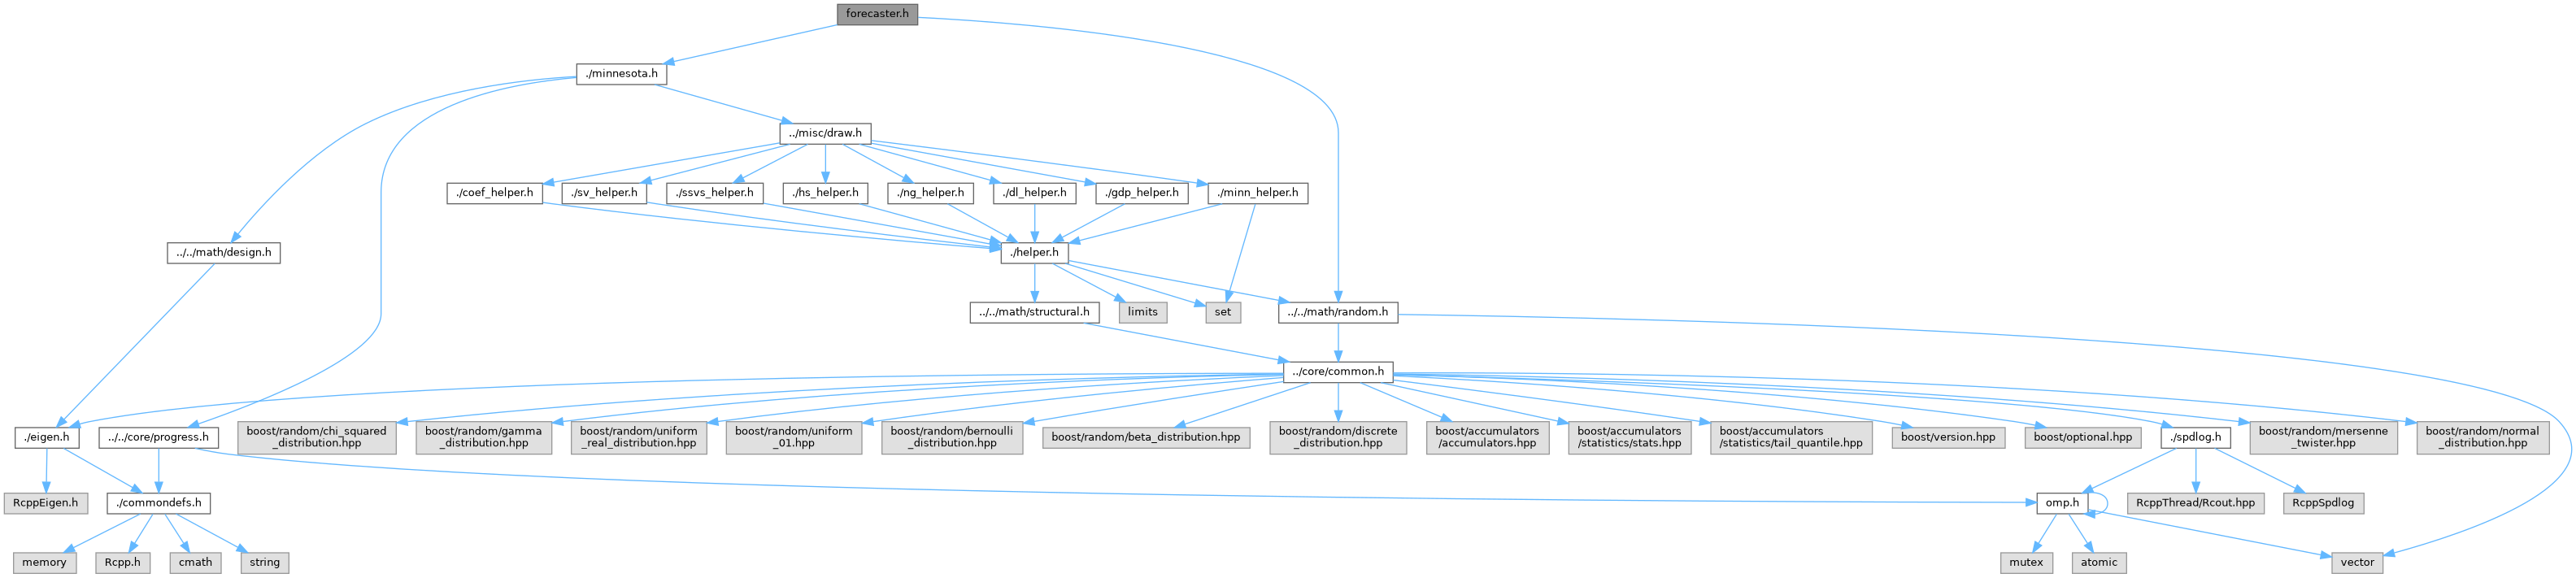 forecaster.h
./minnesota.h
../misc/draw.h
./coef_helper.h
./sv_helper.h
./ssvs_helper.h
./hs_helper.h
./ng_helper.h
./dl_helper.h
./gdp_helper.h
./minn_helper.h
../../math/design.h
./helper.h
../../math/structural.h
limits
set
../../math/random.h
../core/common.h
./eigen.h
../../core/progress.h
boost/random/chi_squared
_distribution.hpp
boost/random/gamma
_distribution.hpp
boost/random/uniform
_real_distribution.hpp
boost/random/uniform
_01.hpp
boost/random/bernoulli
_distribution.hpp
boost/random/beta_distribution.hpp
boost/random/discrete
_distribution.hpp
boost/accumulators
/accumulators.hpp
boost/accumulators
/statistics/stats.hpp
boost/accumulators
/statistics/tail_quantile.hpp
boost/version.hpp
boost/optional.hpp
./spdlog.h
boost/random/mersenne
_twister.hpp
boost/random/normal
_distribution.hpp
RcppEigen.h
./commondefs.h
omp.h
RcppThread/Rcout.hpp
RcppSpdlog
memory
Rcpp.h
cmath
string
mutex
atomic
vector